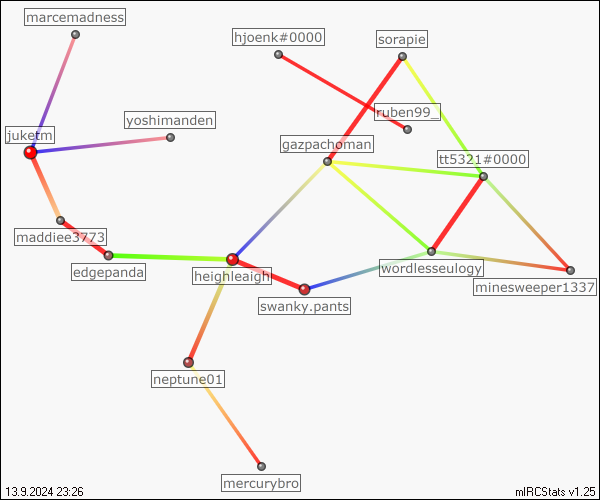 marcemadness
hjoenk#0000
sorapie
ruben99_
yoshimanden
juketm
gazpachoman
tt5321#0000
maddiee3773
edgepanda
heighleaigh
wordlesseulogy
minesweeper1337
swanky.pants
neptune01
mercurybro
13.9.2024 23:26
mIRCStats v1.25